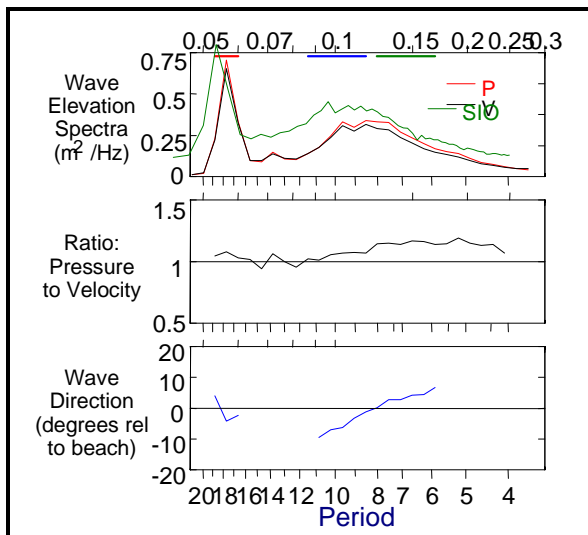 0.05 0.07 0.1 0.15 0.2 0.25 0.3
0.75
0.5
0.25
0
Wave
Elevation
Spectra
(m² /Hz)
P
V
SIO
1.5
1
0.5
Ratio:
Pressure
to Velocity
20
10
0
-10
-20
Wave
Direction
(degrees rel
to beach)
20 18 16 14 12 10 8 7 6 5 4
Period